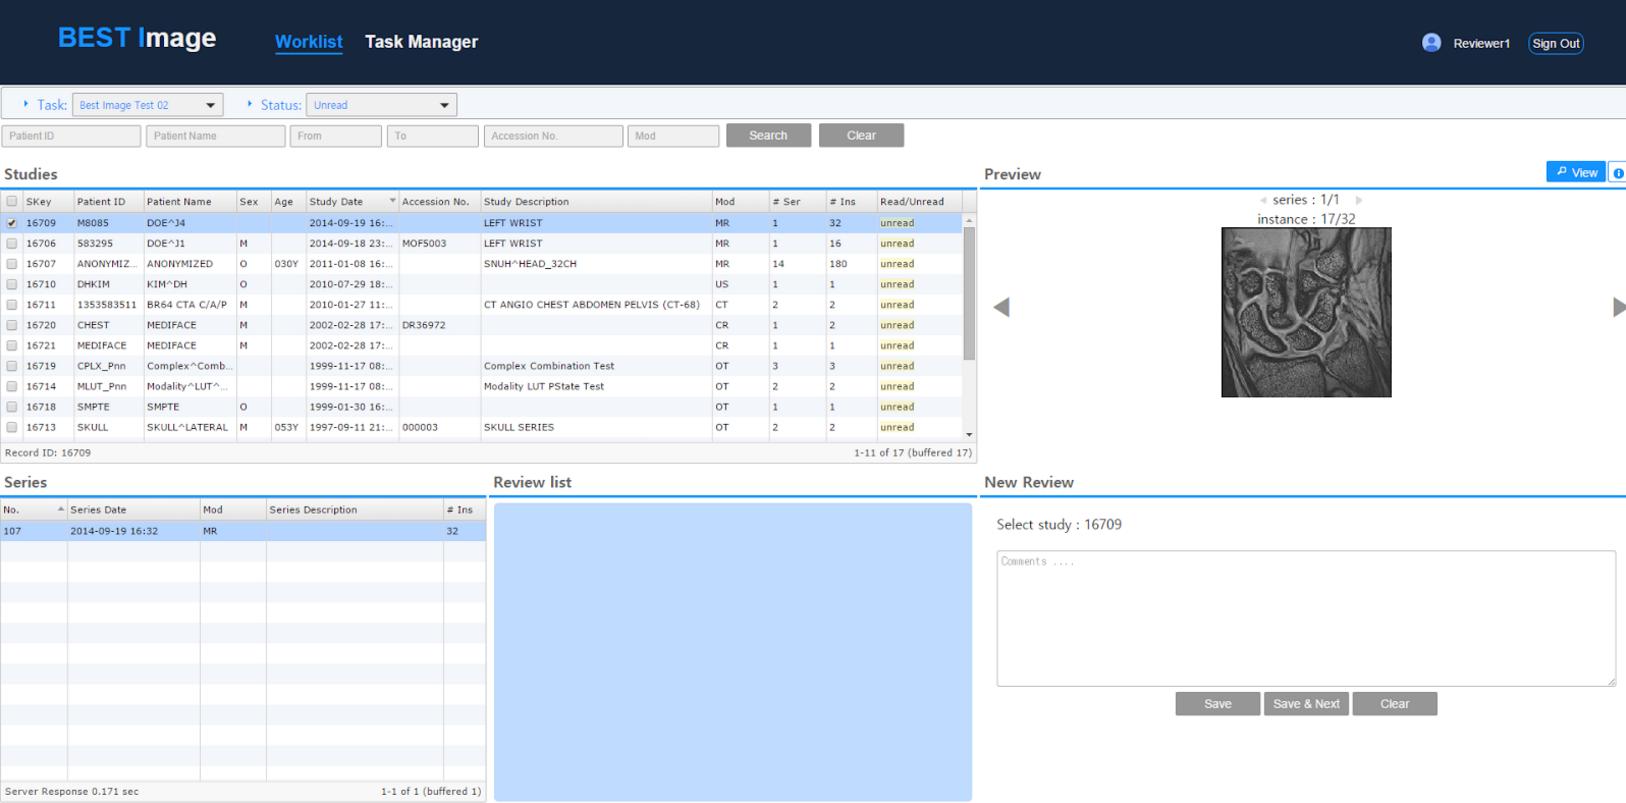 BEST Image Worklist Task Manager Reviewer1 Sign Out
Task: Best Image Test 02 Status: Unread
Patient ID Patient Name From To Accession No. Mod Search Clear
Studies
SKey Patient ID Patient Name Sex Age Study Date Accession No. Study Description Mod # Ser # Ins Read/Unread
16709 M8085 DOE^J4 2014-09-19 16:... LEFT WRIST MR 1 32 unread
16706 583295 DOE^J1 M 2014-09-18 23:... MOF5003 LEFT WRIST MR 1 16 unread
16707 ANONYMIZ... ANONYMIZED O 030Y 2011-01-08 16:... SNUH^HEAD_32CH MR 14 180 unread
16710 DHKIM KIM^DH O 2010-07-29 18:... US 1 1 unread
16711 1353583511 BR64 CTA C/A/P M 2010-01-27 11:... CT ANGIO CHEST ABDOMEN PELVIS (CT-68) CT 2 2 unread
16720 CHEST MEDIFACE M 2002-02-28 17:... DR36972 CR 1 2 unread
16721 MEDIFACE MEDIFACE M 2002-02-28 17:... CR 1 1 unread
16719 CPLX_Pnn Complex^Comb... 1999-11-17 08:... Complex Combination Test OT 3 3 unread
16714 MLUT_Pnn Modality^LUT^... 1999-11-17 08:... Modality LUT PState Test OT 2 2 unread
16718 SMPTE SMPTE O 1999-01-30 16:... OT 1 1 unread
16713 SKULL SKULL^LATERAL M 053Y 1997-09-11 21:... 000003 SKULL SERIES OT 2 2 unread
Record ID: 16709 1-11 of 17 (buffered 17)
Preview View
series : 1/1
instance : 17/32
Series
No. Series Date Mod Series Description # Ins
107 2014-09-19 16:32 MR 32
Server Response 0.171 sec 1-1 of 1 (buffered 1)
Review list
New Review
Select study : 16709
Comments ....
Save Save & Next Clear